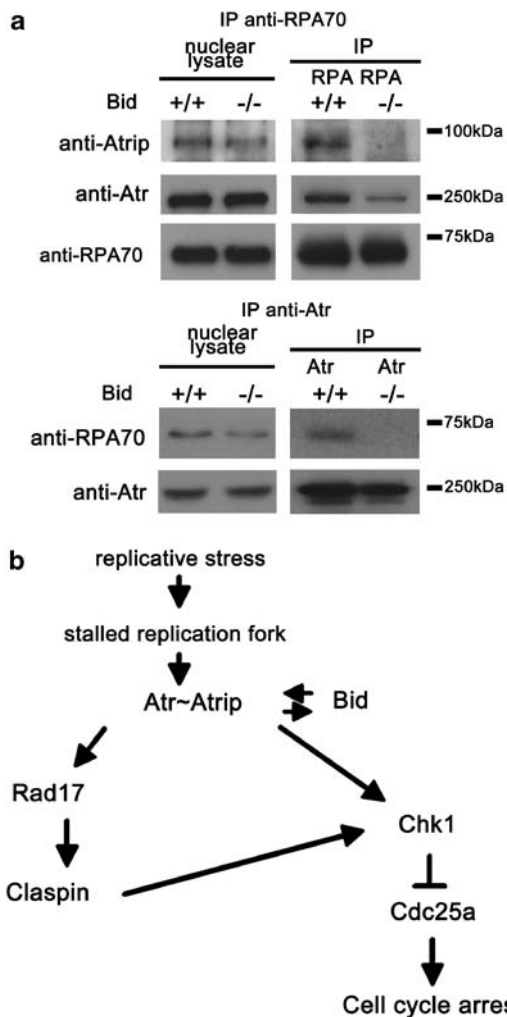 a
IP anti-RPA70
nuclear lysate IP
RPA RPA
Bid +/+ -/- +/+ -/-
anti-Atrip 100kDa
anti-Atr 250kDa
anti-RPA70 75kDa
IP anti-Atr
nuclear lysate IP
Atr Atr
Bid +/+ -/- +/+ -/-
anti-RPA70 75kDa
anti-Atr 250kDa
b
replicative stress
stalled replication fork
Atr~Atrip Bid
Rad17
Chk1
Claspin
Cdc25a
Cell cycle arres